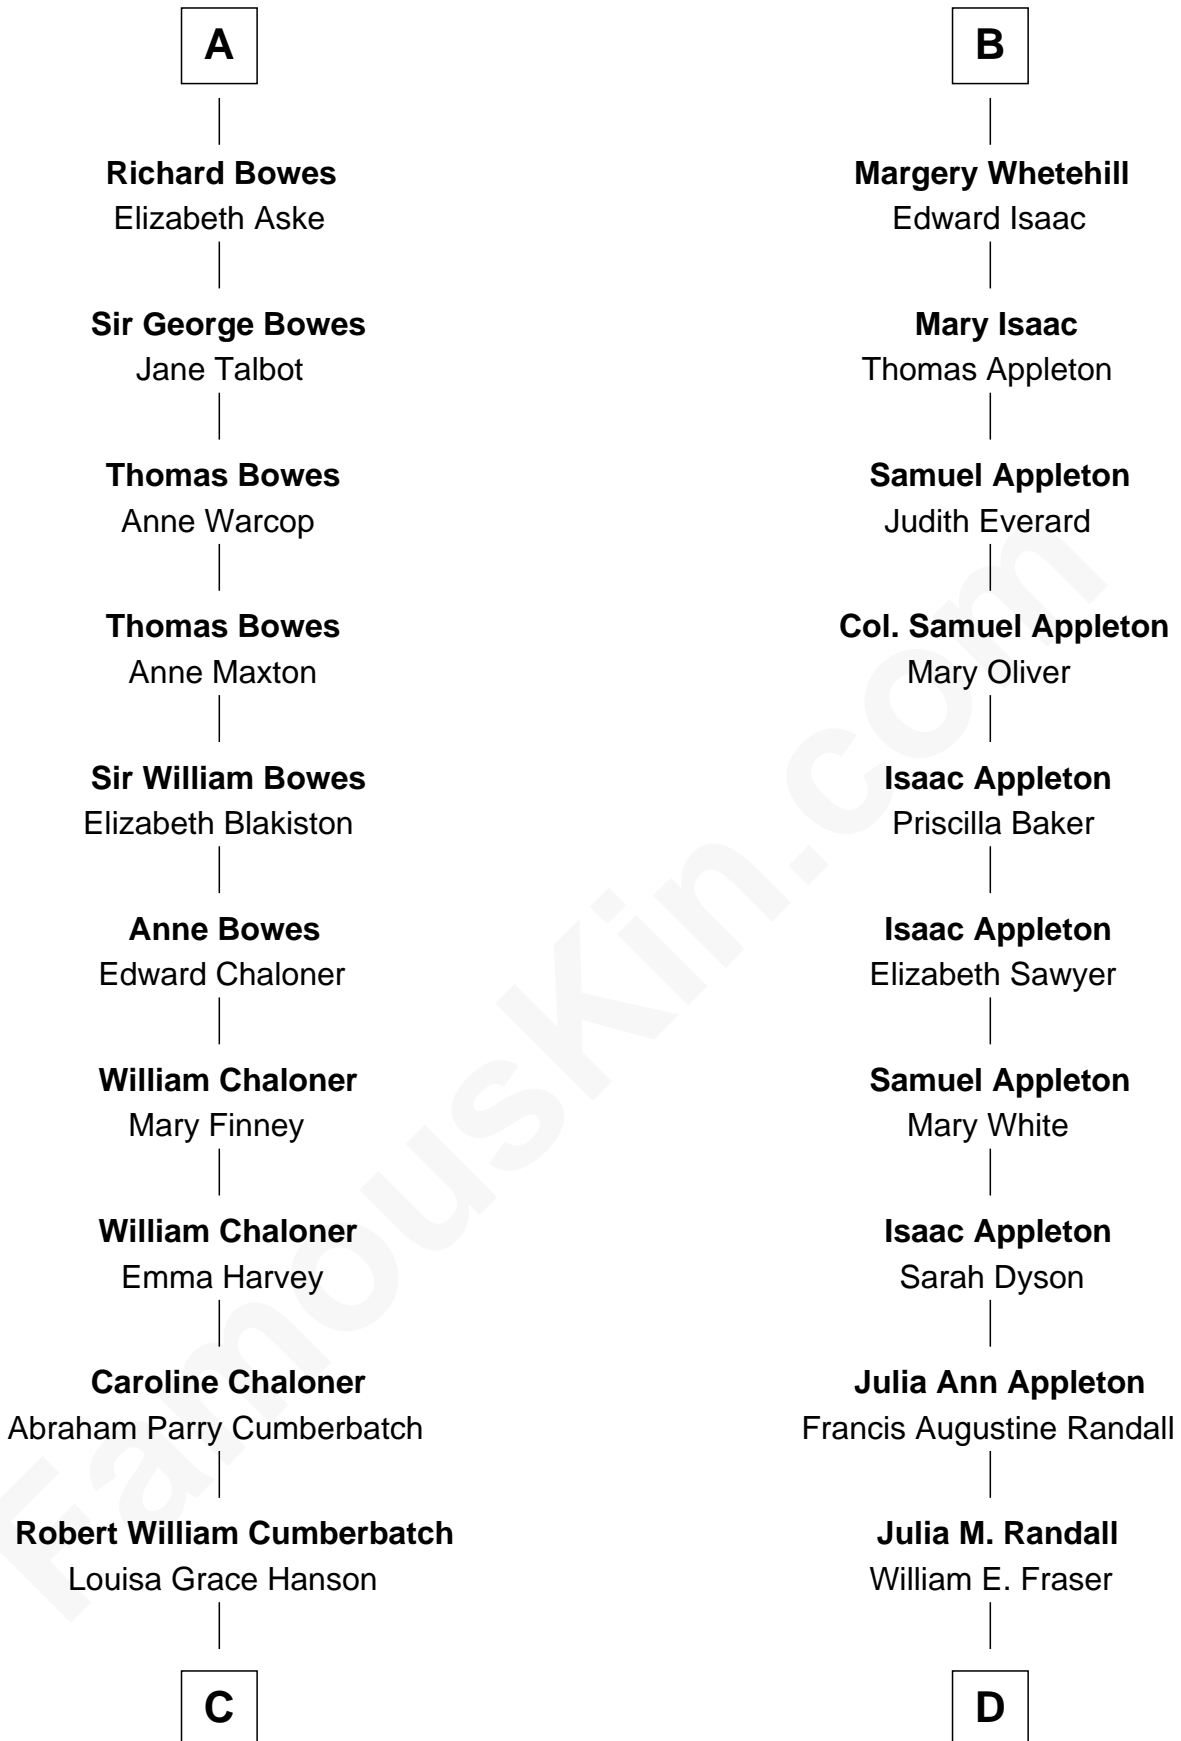 A
Richard Bowes
Elizabeth Aske
Sir George Bowes
Jane Talbot
Thomas Bowes
Anne Warcop
Thomas Bowes
Anne Maxton
Sir William Bowes
Elizabeth Blakiston
Anne Bowes
Edward Chaloner
William Chaloner
Mary Finney
William Chaloner
Emma Harvey
Caroline Chaloner
Abraham Parry Cumberbatch
Robert William Cumberbatch
Louisa Grace Hanson
C
B
Margery Whetehill
Edward Isaac
Mary Isaac
Thomas Appleton
Samuel Appleton
Judith Everard
Col. Samuel Appleton
Mary Oliver
Isaac Appleton
Priscilla Baker
Isaac Appleton
Elizabeth Sawyer
Samuel Appleton
Mary White
Isaac Appleton
Sarah Dyson
Julia Ann Appleton
Francis Augustine Randall
Julia M. Randall
William E. Fraser
D
FamousKin.com